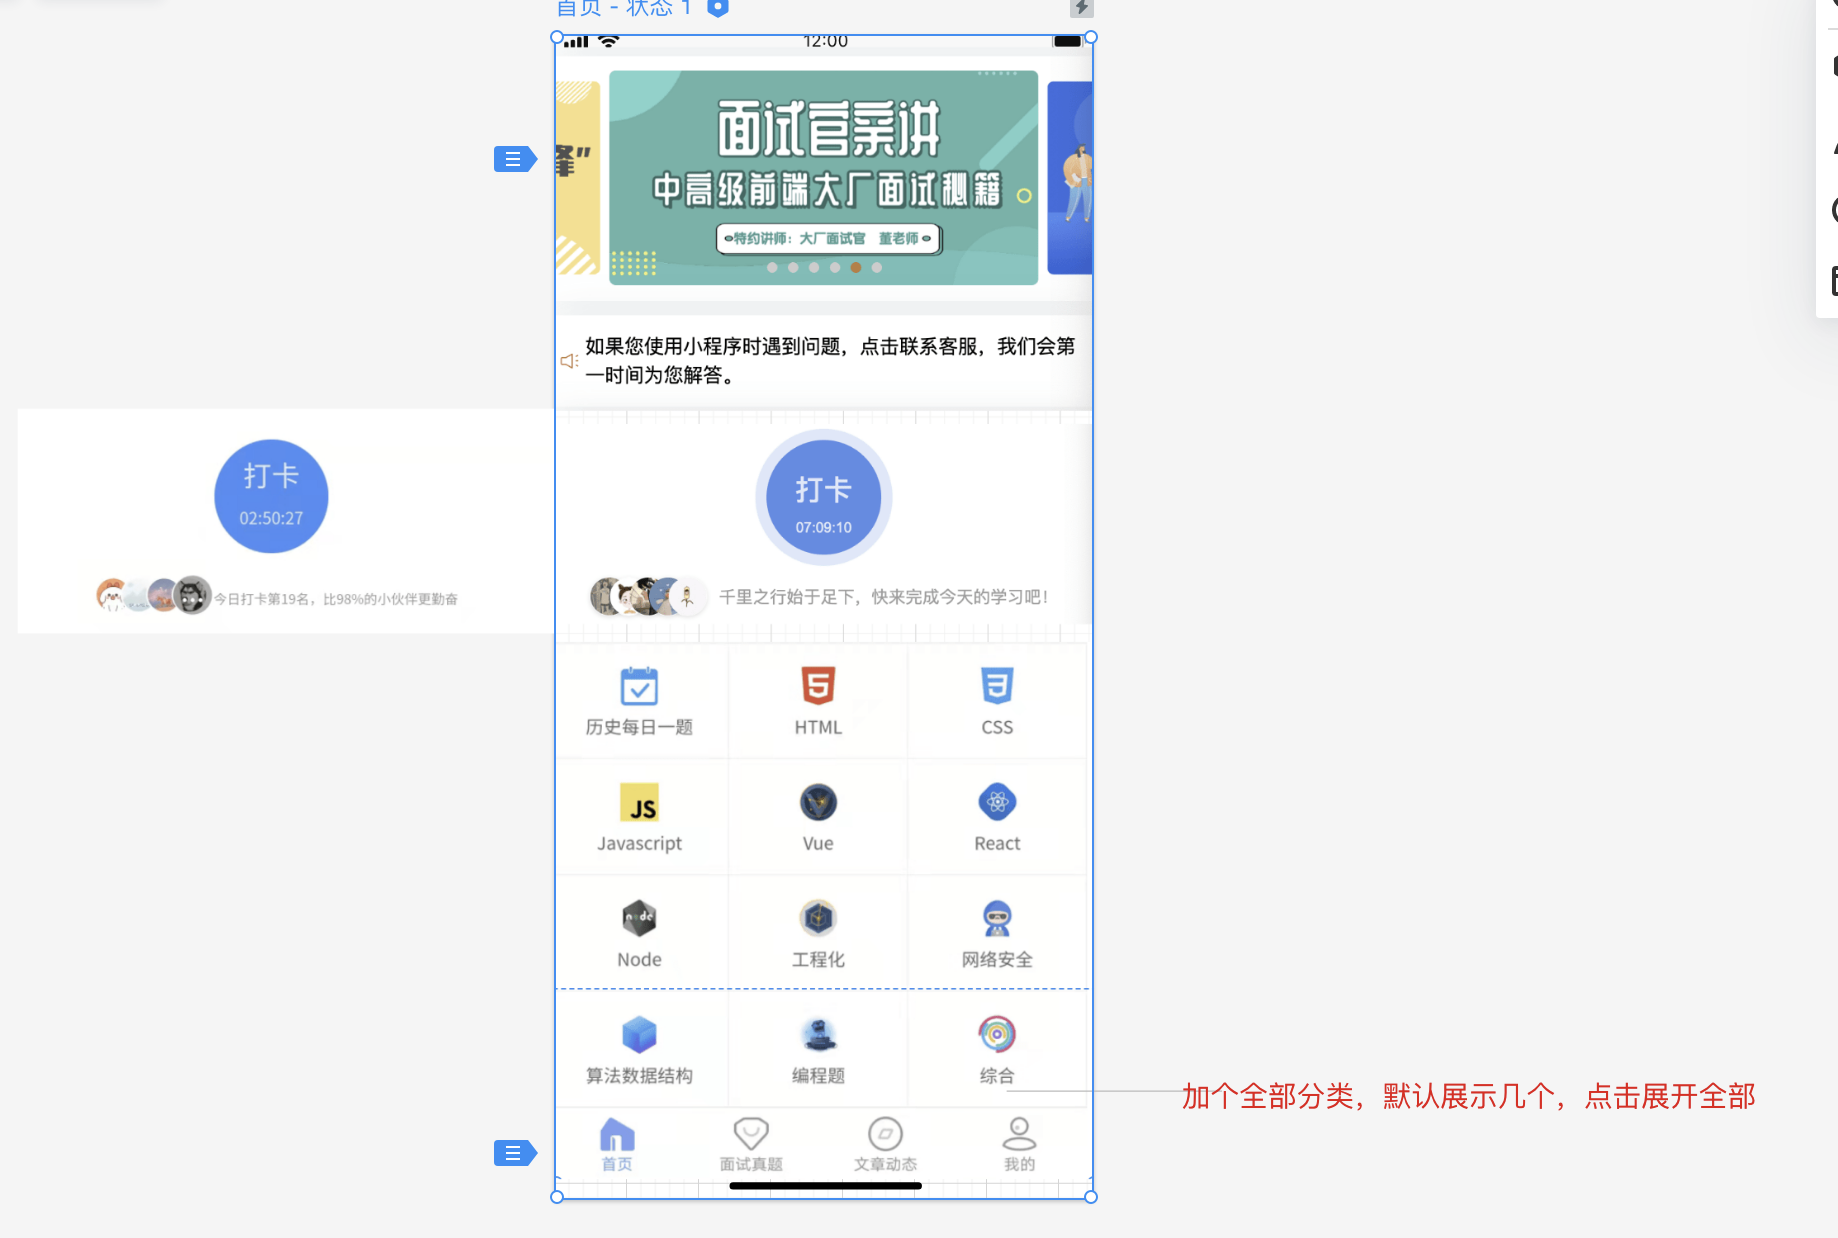 首页 - 状态 1
12:00
择”
面试官亲讲
中高级前端大厂面试秘籍
特约讲师：大厂面试官 董老师
如果您使用小程序时遇到问题，点击联系客服，我们会第
一时间为您解答。
打卡
02:50:27
今日打卡第19名，比98%的小伙伴更勤奋
打卡
07:09:10
千里之行始于足下，快来完成今天的学习吧！
历史每日一题
HTML
CSS
JS
Javascript
Vue
React
node
Node
工程化
网络安全
算法数据结构
编程题
综合
加个全部分类，默认展示几个，点击展开全部
首页
面试真题
文章动态
我的